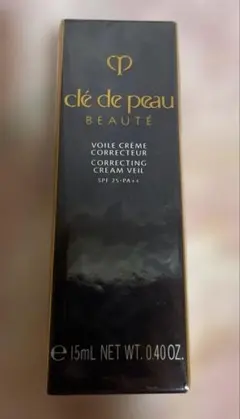 clé de peau
BEAUTÉ
VOILE CRÈME
CORRECTEUR
CORRECTING
CREAM VEIL
SPF 25·PA++
℮ 15mL NET WT. 0.40 OZ.